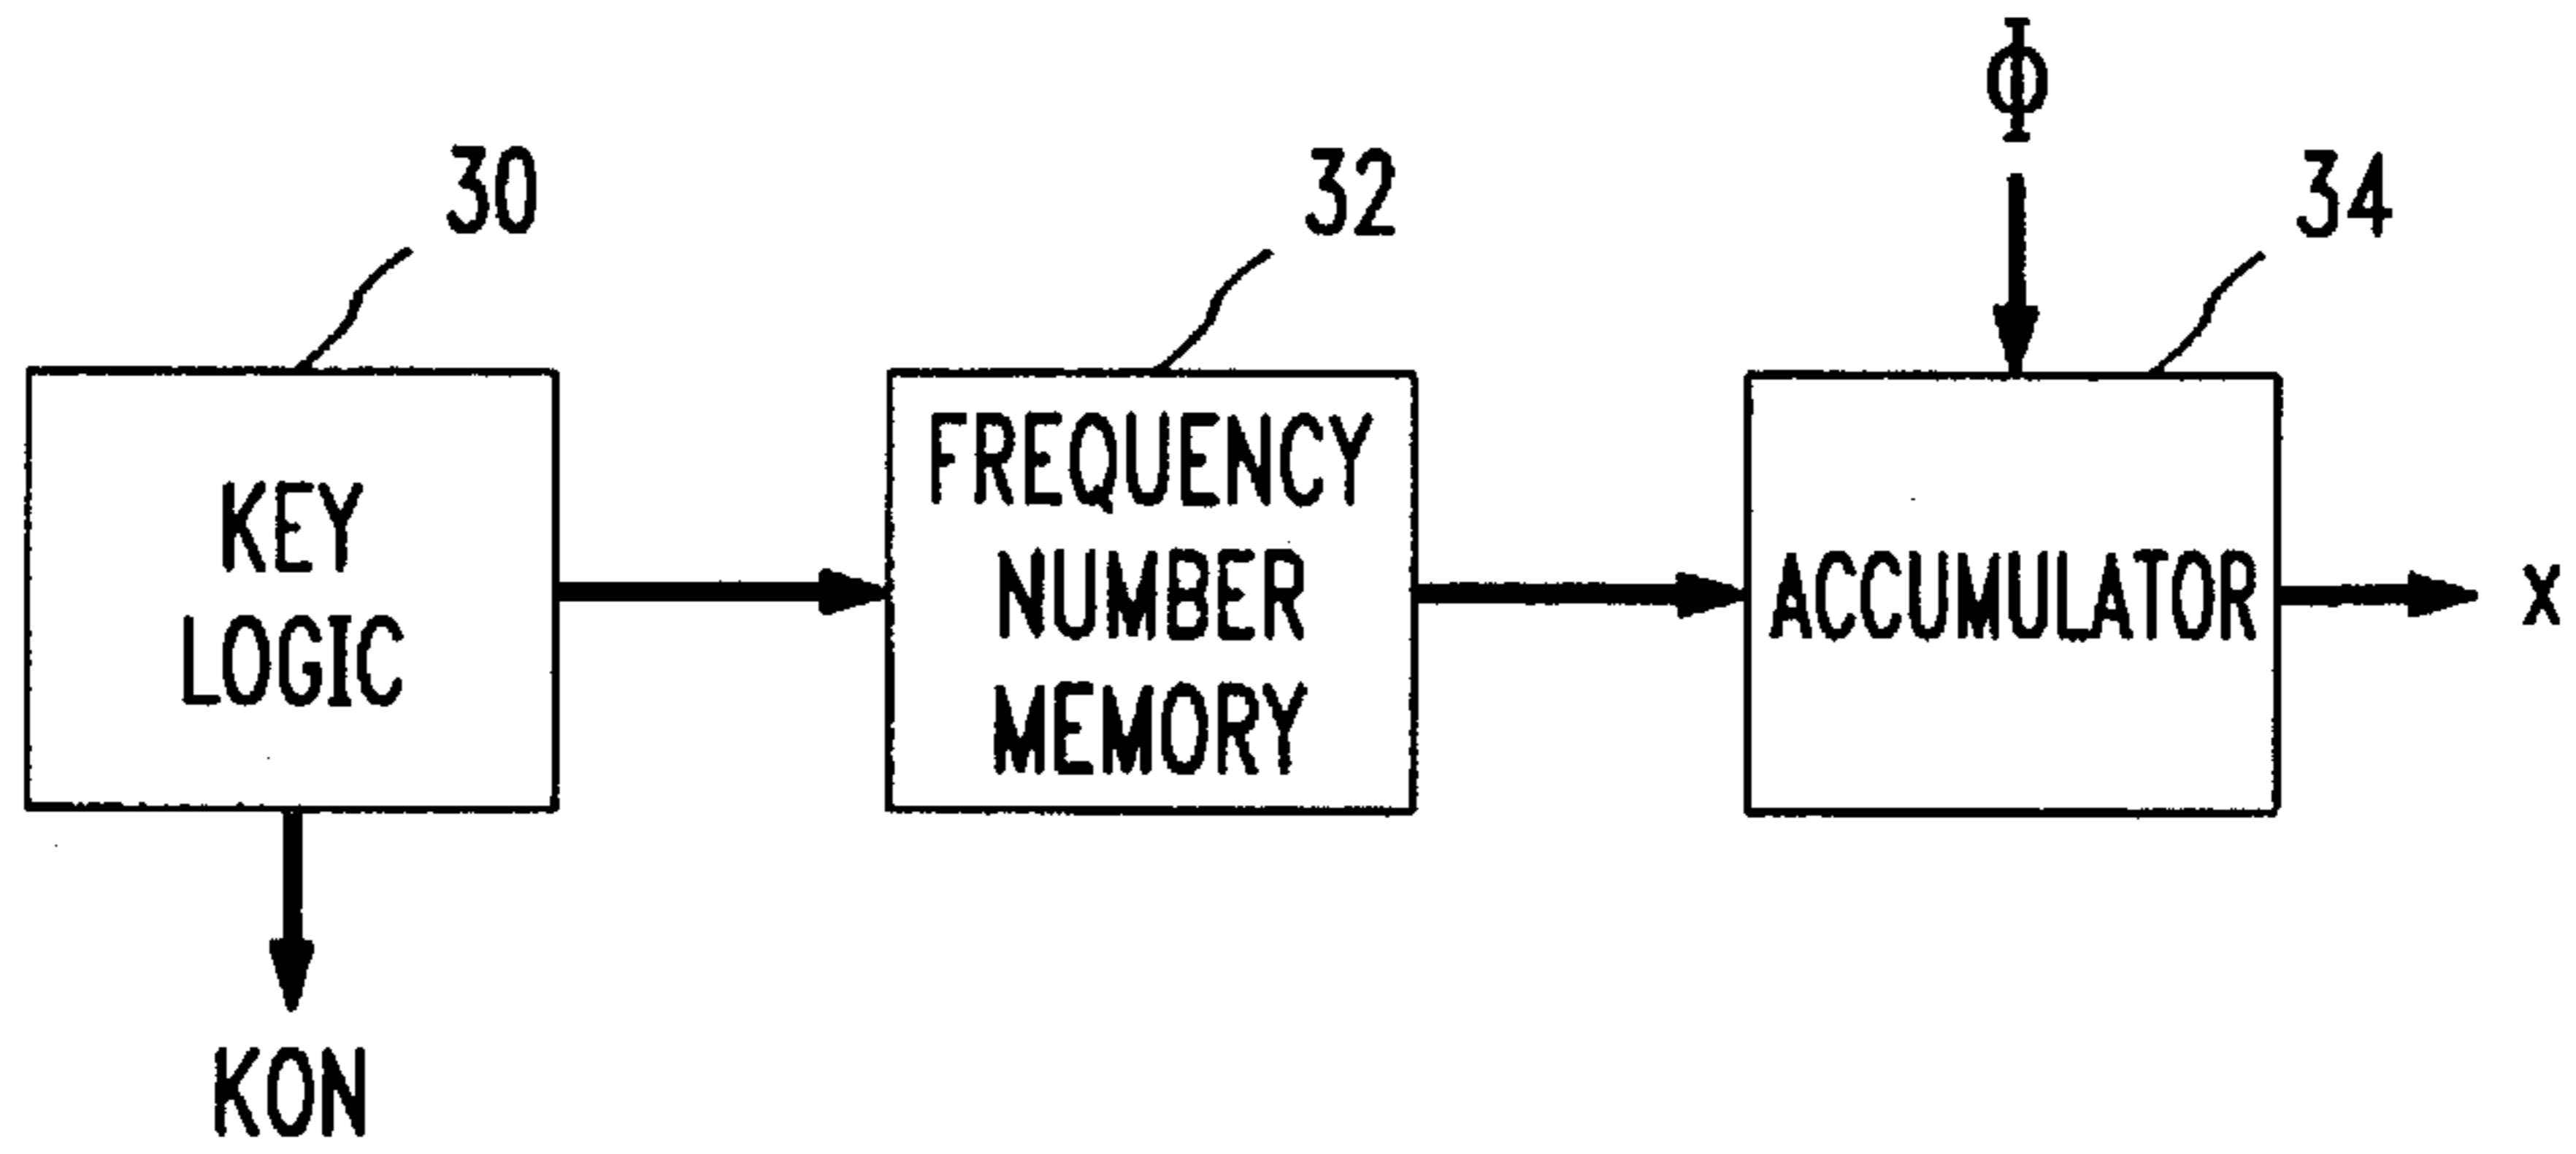 Φ
30
32
34
KEY
LOGIC
FREQUENCY
NUMBER
MEMORY
ACCUMULATOR
x
KON